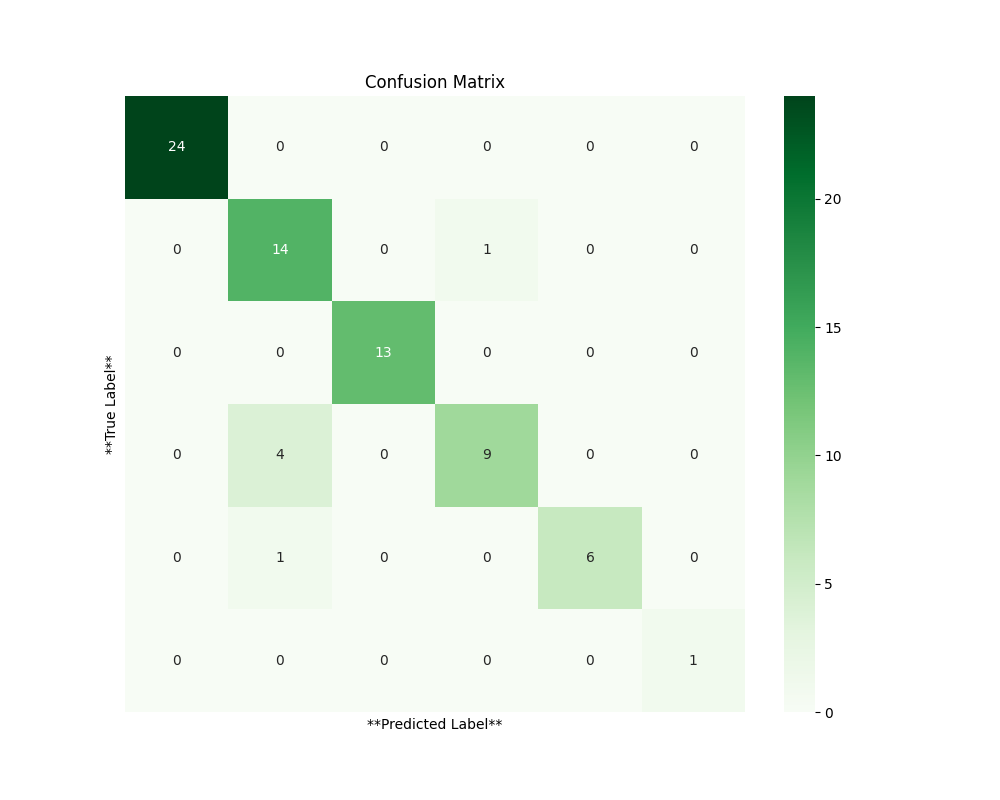 Confusion Matrix
24 0 0 0 0 0
0 14 0 1 0 0
0 0 13 0 0 0
0 4 0 9 0 0
0 1 0 0 6 0
0 0 0 0 0 1
**True Label**
**Predicted Label**
20
15
10
5
0